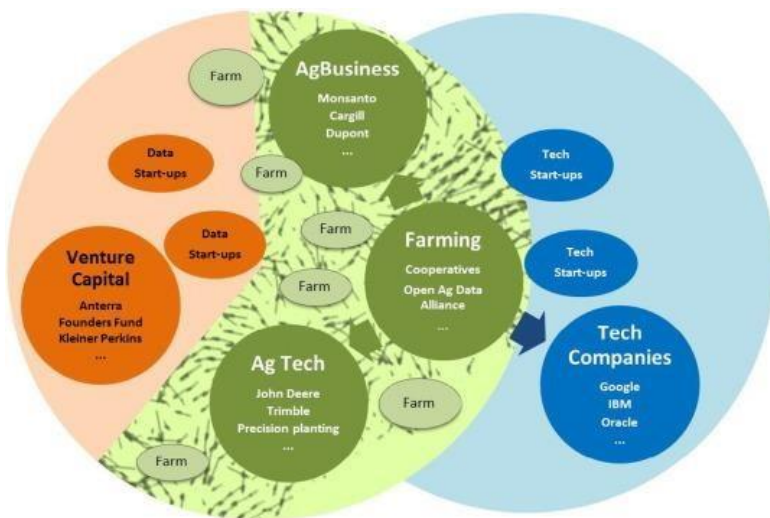 Farm
AgBusiness
Monsanto
Cargill
Dupont
...
Data
Start-ups
Farm
Tech
Start-ups
Data
Start-ups
Farm
Farming
Cooperatives
Open Ag Data
Alliance
...
Tech
Start-ups
Venture
Capital
Anterra
Founders Fund
Kleiner Perkins
...
Farm
Ag Tech
John Deere
Trimble
Precision planting
...
Farm
Tech
Companies
Google
IBM
Oracle
...
Farm